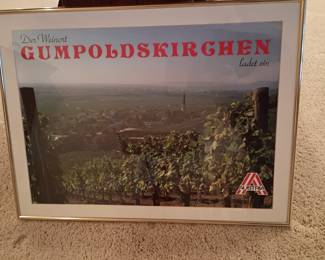 Der Weinort
GUMPOLDSKIRCHEN
ladet ein